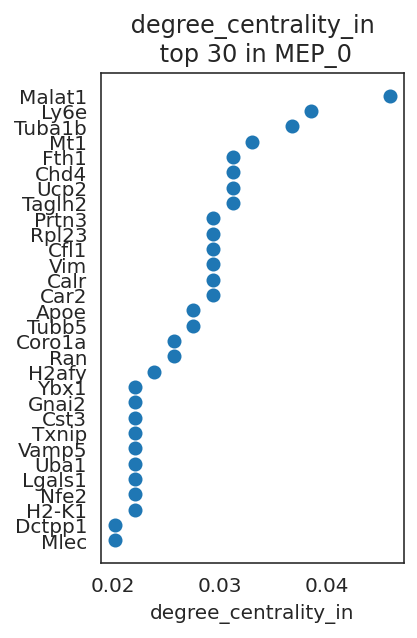 degree_centrality_in
top 30 in MEP_0
Malat1
Ly6e
Tuba1b
Mt1
Fth1
Chd4
Ucp2
Tagln2
Prtn3
Rpl23
Cfl1
Vim
Calr
Car2
Apoe
Tubb5
Coro1a
Ran
H2afy
Ybx1
Gnai2
Cst3
Txnip
Vamp5
Uba1
Lgals1
Nfe2
H2-K1
Dctpp1
Mlec
0.02 0.03 0.04
degree_centrality_in